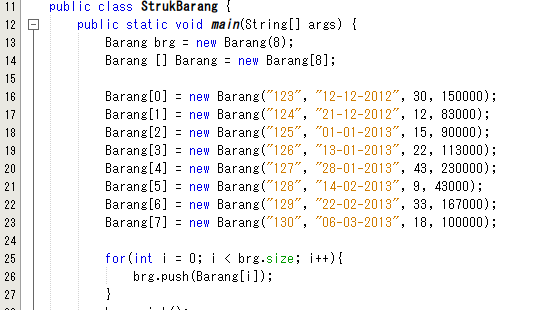 11 public class StrukBarang {
12 public static void main(String[] args) {
13 Barang brg = new Barang(8);
14 Barang [] Barang = new Barang[8];
15
16 Barang[0] = new Barang("123", "12-12-2012", 30, 150000);
17 Barang[1] = new Barang("124", "21-12-2012", 12, 83000);
18 Barang[2] = new Barang("125", "01-01-2013", 15, 90000);
19 Barang[3] = new Barang("126", "13-01-2013", 22, 113000);
20 Barang[4] = new Barang("127", "28-01-2013", 43, 230000);
21 Barang[5] = new Barang("128", "14-02-2013", 9, 43000);
22 Barang[6] = new Barang("129", "22-02-2013", 33, 167000);
23 Barang[7] = new Barang("130", "06-03-2013", 18, 100000);
24
25 for(int i = 0; i < brg.size; i++){
26 brg.push(Barang[i]);
27 }